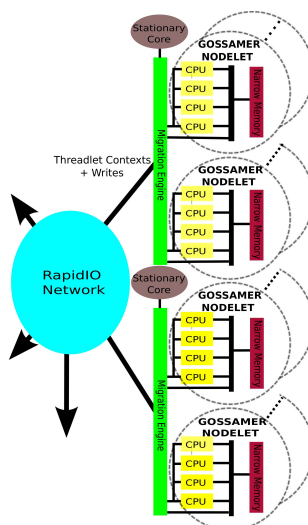 Stationary
Core
GOSSAMER
NODELET
CPU
CPU
CPU
CPU
Narrow Memory
Migration Engine
Threadlet Contexts
+ Writes
GOSSAMER
NODELET
CPU
CPU
CPU
CPU
Narrow Memory
RapidIO
Network
Stationary
Core
GOSSAMER
NODELET
CPU
CPU
CPU
CPU
Narrow Memory
Migration Engine
GOSSAMER
NODELET
CPU
CPU
CPU
CPU
Narrow Memory